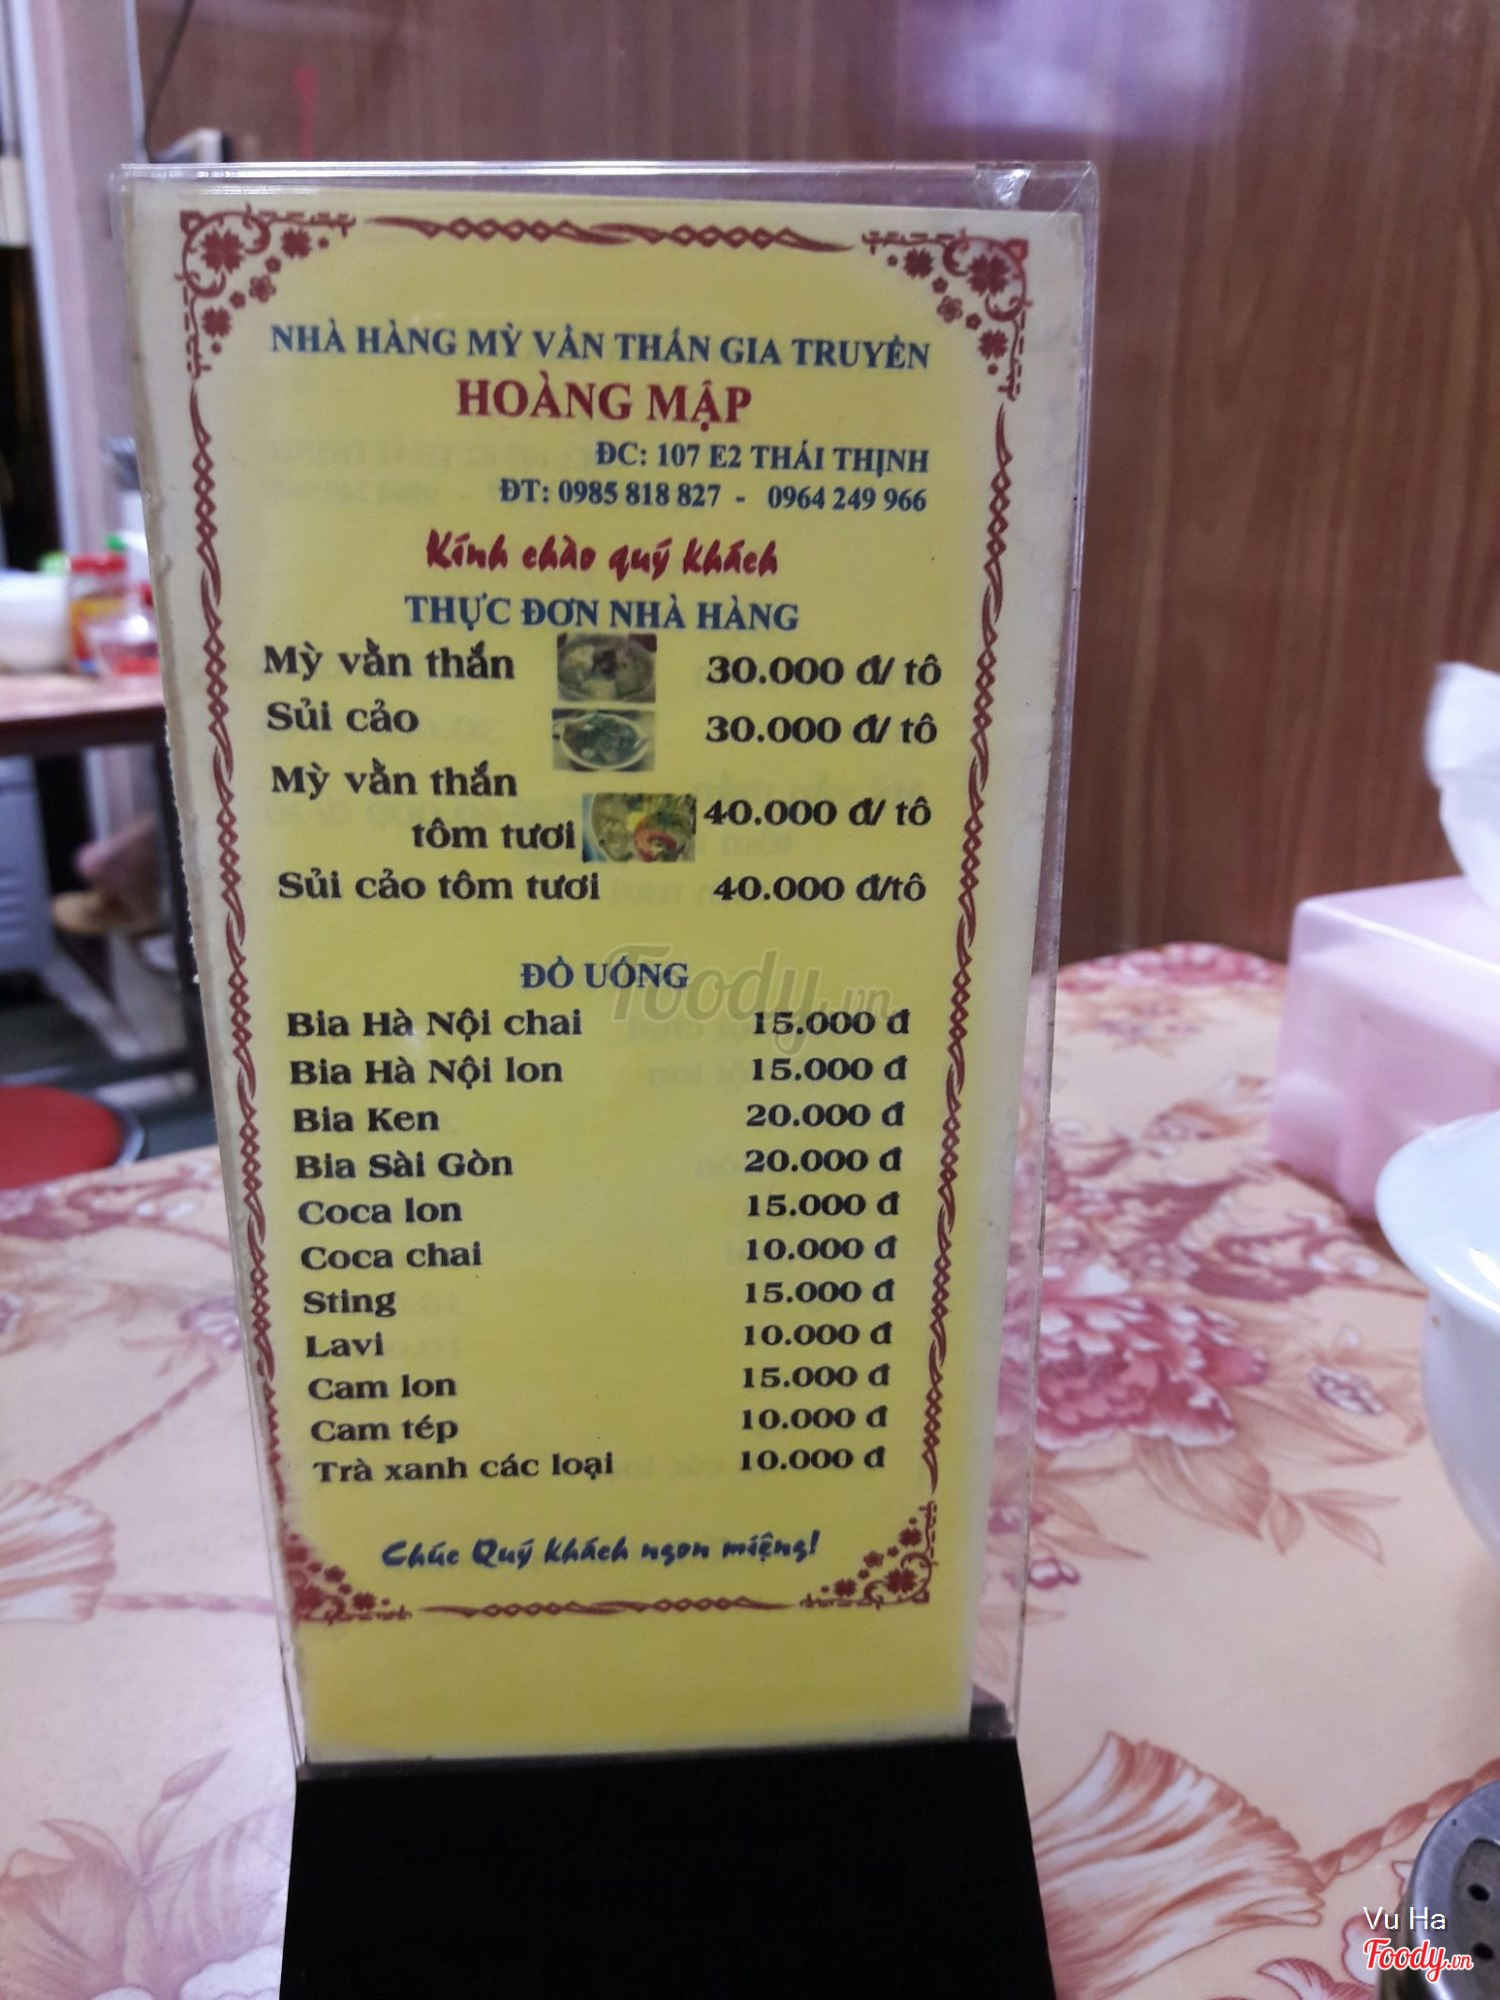 NHÀ HÀNG MỲ VẰN THẮN GIA TRUYỀN
HOÀNG MẬP
ĐC: 107 E2 THÁI THỊNH
ĐT: 0985 818 827 - 0964 249 966
Kính chào quý khách
THỰC ĐƠN NHÀ HÀNG
Mỳ vằn thắn 30.000 đ/ tô
Sủi cảo 30.000 đ/ tô
Mỳ vằn thắn
tôm tươi 40.000 đ/ tô
Sủi cảo tôm tươi 40.000 đ/tô
ĐỒ UỐNG
Foody.vn
Bia Hà Nội chai 15.000 đ
Bia Hà Nội lon 15.000 đ
Bia Ken 20.000 đ
Bia Sài Gòn 20.000 đ
Coca lon 15.000 đ
Coca chai 10.000 đ
Sting 15.000 đ
Lavi 10.000 đ
Cam lon 15.000 đ
Cam tép 10.000 đ
Trà xanh các loại 10.000 đ
Chúc Quý khách ngon miệng!
Vu Ha
Foody.vn